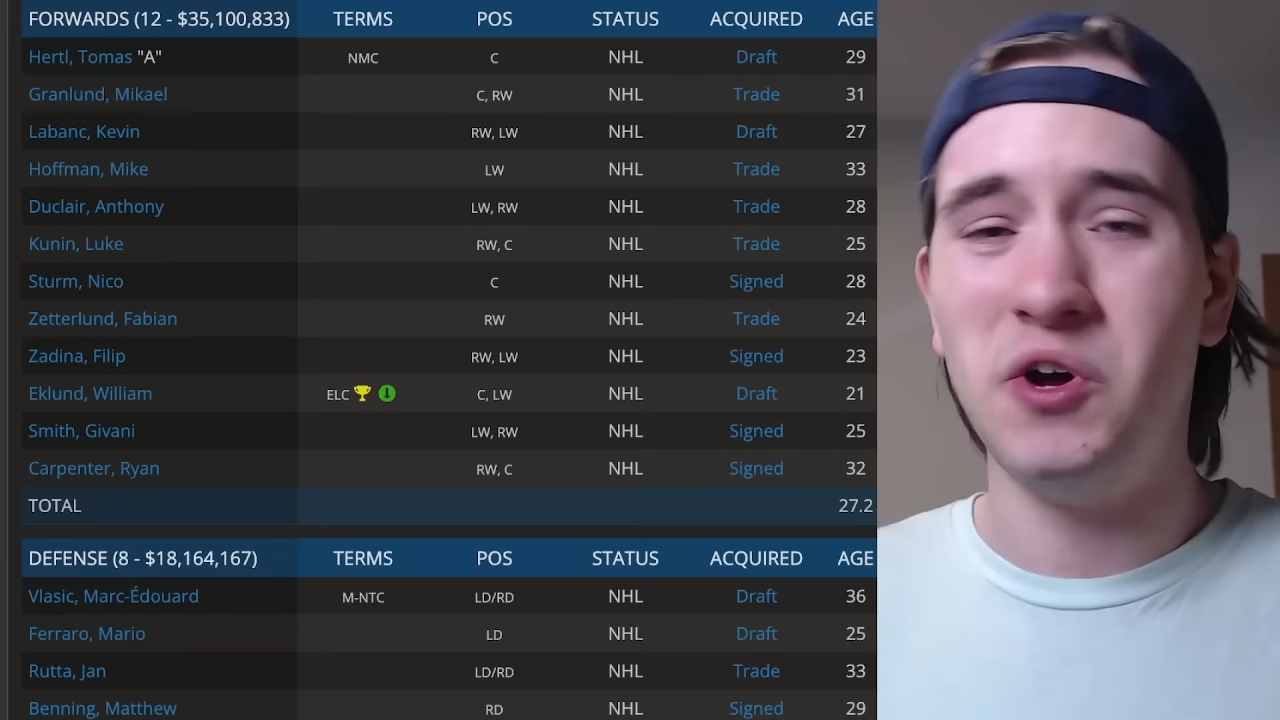 FORWARDS (12 - $35,100,833) TERMS POS STATUS ACQUIRED AGE
Hertl, Tomas "A" NMC C NHL Draft 29
Granlund, Mikael C, RW NHL Trade 31
Labanc, Kevin RW, LW NHL Draft 27
Hoffman, Mike LW NHL Trade 33
Duclair, Anthony LW, RW NHL Trade 28
Kunin, Luke RW, C NHL Trade 25
Sturm, Nico C NHL Signed 28
Zetterlund, Fabian RW NHL Trade 24
Zadina, Filip RW, LW NHL Signed 23
Eklund, William ELC C, LW NHL Draft 21
Smith, Givani LW, RW NHL Signed 25
Carpenter, Ryan RW, C NHL Signed 32
TOTAL 27.2
DEFENSE (8 - $18,164,167) TERMS POS STATUS ACQUIRED AGE
Vlasic, Marc-Édouard M-NTC LD/RD NHL Draft 36
Ferraro, Mario LD NHL Draft 25
Rutta, Jan LD/RD NHL Trade 33
Benning, Matthew RD NHL Signed 29